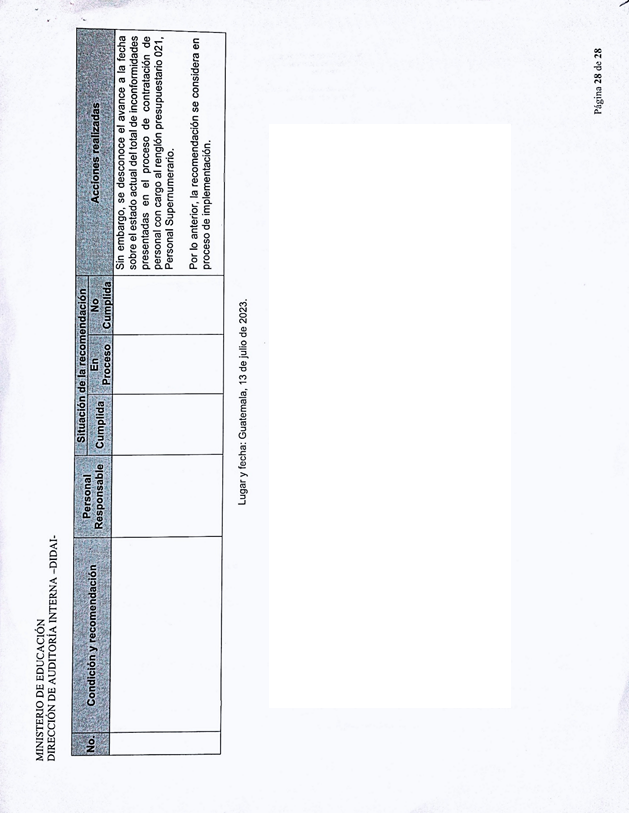 MINISTERIO DE EDUCACIÓN
DIRECCIÓN DE AUDITORÍA INTERNA –DIDAI-
No.
Condición y recomendación
Personal
Responsable
Situación de la recomendación
Cumplida
En
Proceso
No
Cumplida
Acciones realizadas
Sin embargo, se desconoce el avance a la fecha
sobre el estado actual del total de inconformidades
presentadas en el proceso de contratación de
personal con cargo al renglón presupuestario 021,
Personal Supernumerario.
Por lo anterior, la recomendación se considera en
proceso de implementación.
Lugar y fecha: Guatemala, 13 de julio de 2023.
Página 28 de 28